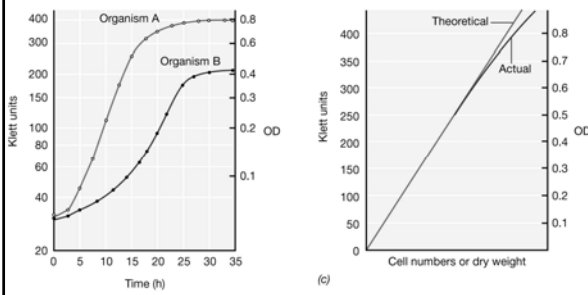 400
300
200
150
100
80
60
40
20
Klett units
Organism A
Organism B
0.8
0.6
0.4
0.3
0.2
0.1
OD
0 5 10 15 20 25 30 35
Time (h)
400
350
300
250
200
150
100
50
0
Klett units
Theoretical
Actual
0.8
0.7
0.6
0.5
0.4
0.3
0.2
0.1
OD
Cell numbers or dry weight
(c)